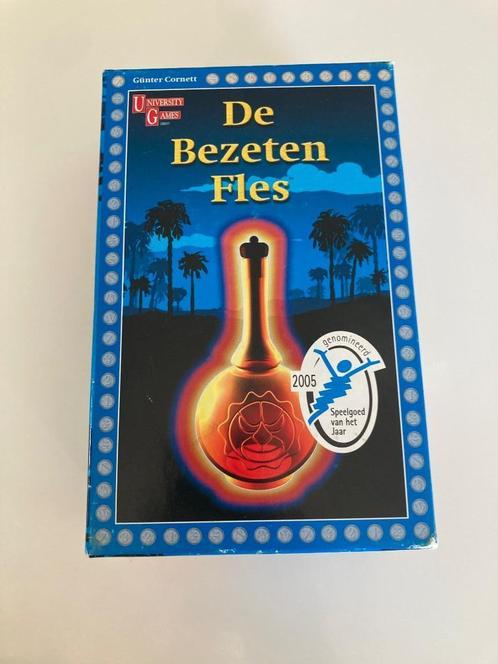 Günter Cornett
UNIVERSITY
GAMES
De
Bezeten
Fles
genomineerd
2005
Speelgoed
van het
Jaar